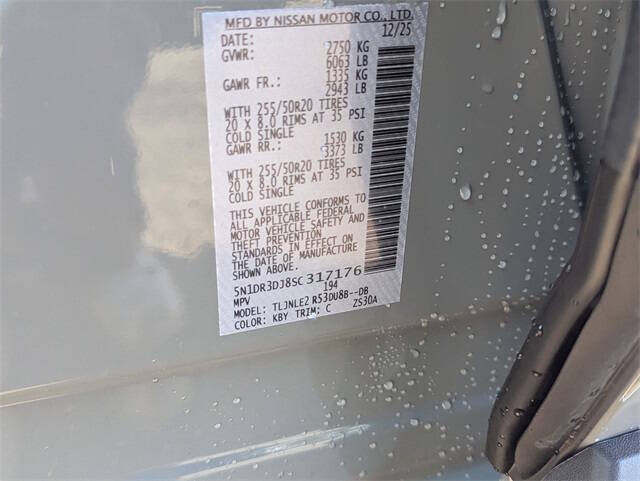 MFD BY NISSAN MOTOR CO., LTD.
DATE: 12/25
GVWR: 2750 KG
6063 LB
GAWR FR.: 1335 KG
2943 LB
WITH 255/50R20 TIRES
20 X 8.0 RIMS AT 35 PSI
COLD SINGLE
GAWR RR.: 1530 KG
3373 LB
WITH 255/50R20 TIRES
20 X 8.0 RIMS AT 35 PSI
COLD SINGLE
THIS VEHICLE CONFORMS TO
ALL APPLICABLE FEDERAL
MOTOR VEHICLE SAFETY AND
THEFT PREVENTION
STANDARDS IN EFFECT ON
THE DATE OF MANUFACTURE
SHOWN ABOVE.
5N1DR3DJ8SC317176
MPV 194
MODEL: TLJNLE2 R53DU8B--DB
COLOR: KBY TRIM: C ZS3DA